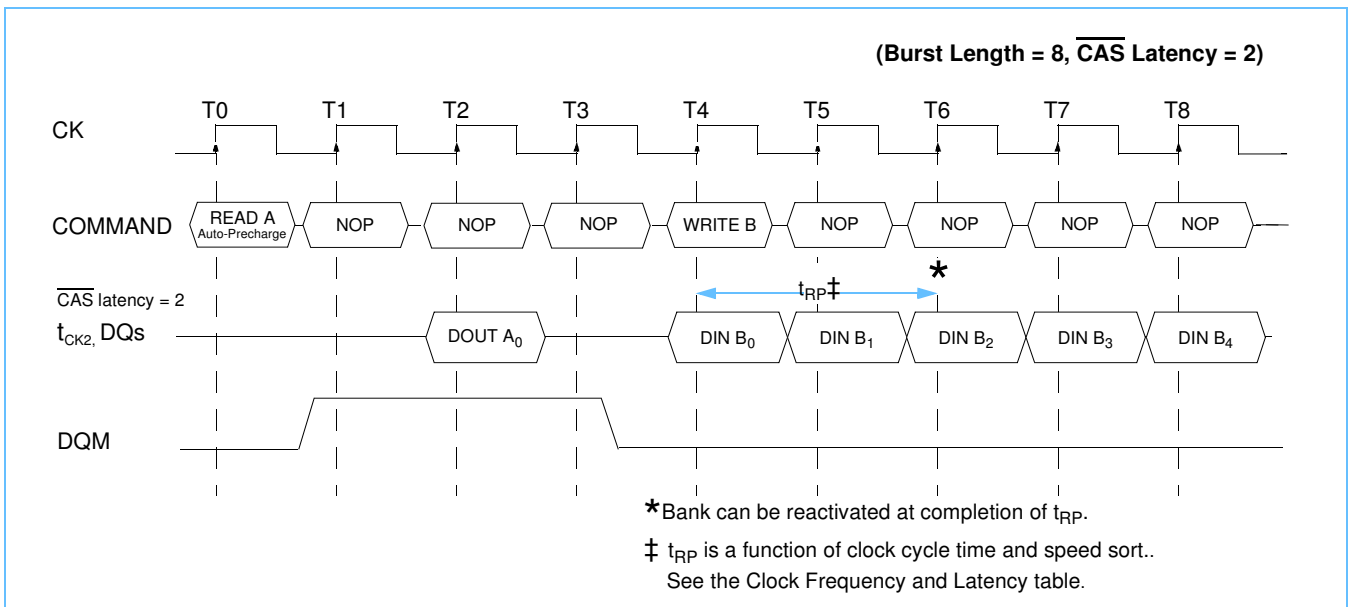 (Burst Length = 8, CAS Latency = 2)
T0 T1 T2 T3 T4 T5 T6 T7 T8
CK
COMMAND
READ A
Auto-Precharge
NOP NOP NOP WRITE B NOP NOP NOP NOP
*
tRP‡
CAS latency = 2
tCK2, DQs
DOUT A0 DIN B0 DIN B1 DIN B2 DIN B3 DIN B4
DQM
*Bank can be reactivated at completion of tRP.
‡ tRP is a function of clock cycle time and speed sort..
See the Clock Frequency and Latency table.